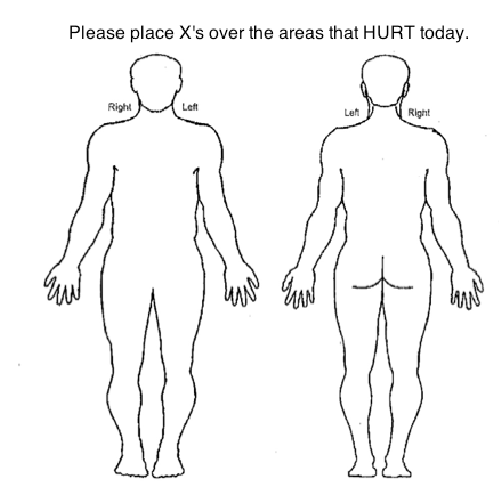 Please place X's over the areas that HURT today.
Right Left
Left Right